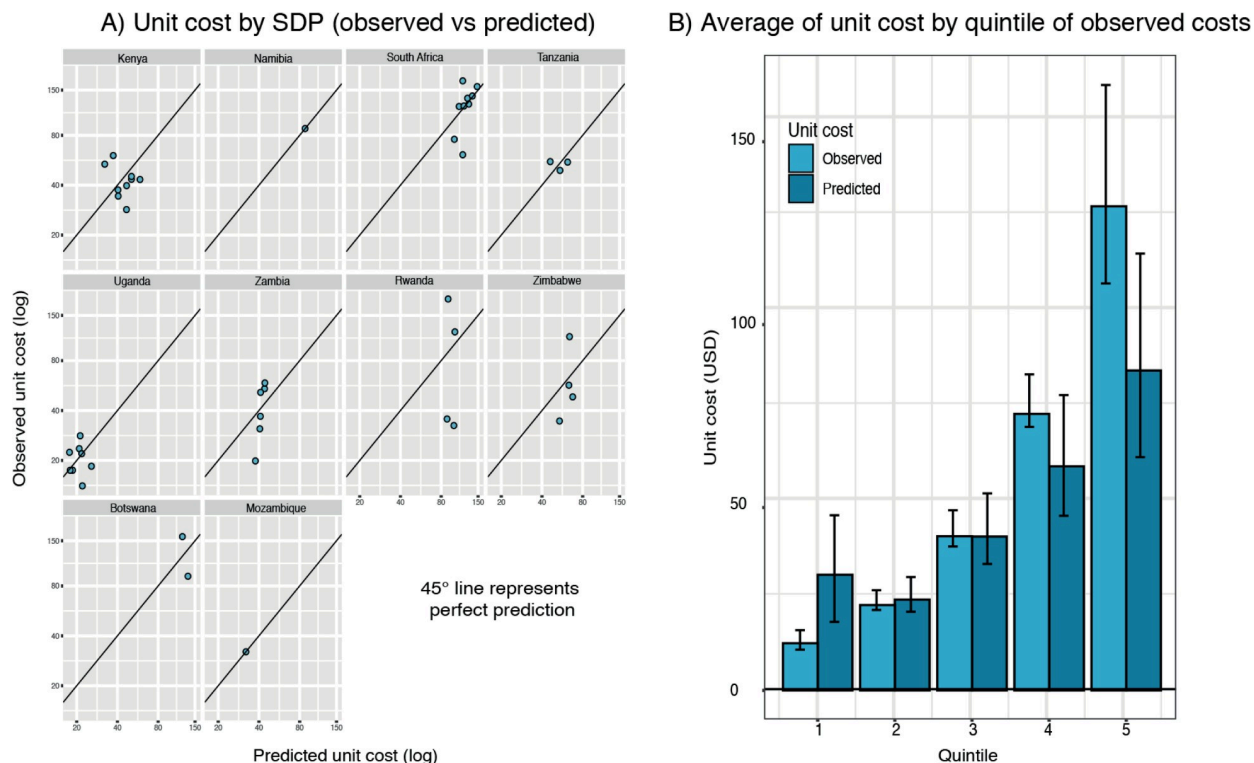 A) Unit cost by SDP (observed vs predicted)
Kenya
Namibia
South Africa
Tanzania
150
80
40
20
Uganda
Zambia
Rwanda
Zimbabwe
150
80
40
20
20 40 80 150
20 40 80 150
Botswana
Mozambique
150
80
40
20
20 40 80 150
20 40 80 150
45° line represents
perfect prediction
Observed unit cost (log)
Predicted unit cost (log)
B) Average of unit cost by quintile of observed costs
Unit cost
Observed
Predicted
150
100
50
0
Unit cost (USD)
1 2 3 4 5
Quintile